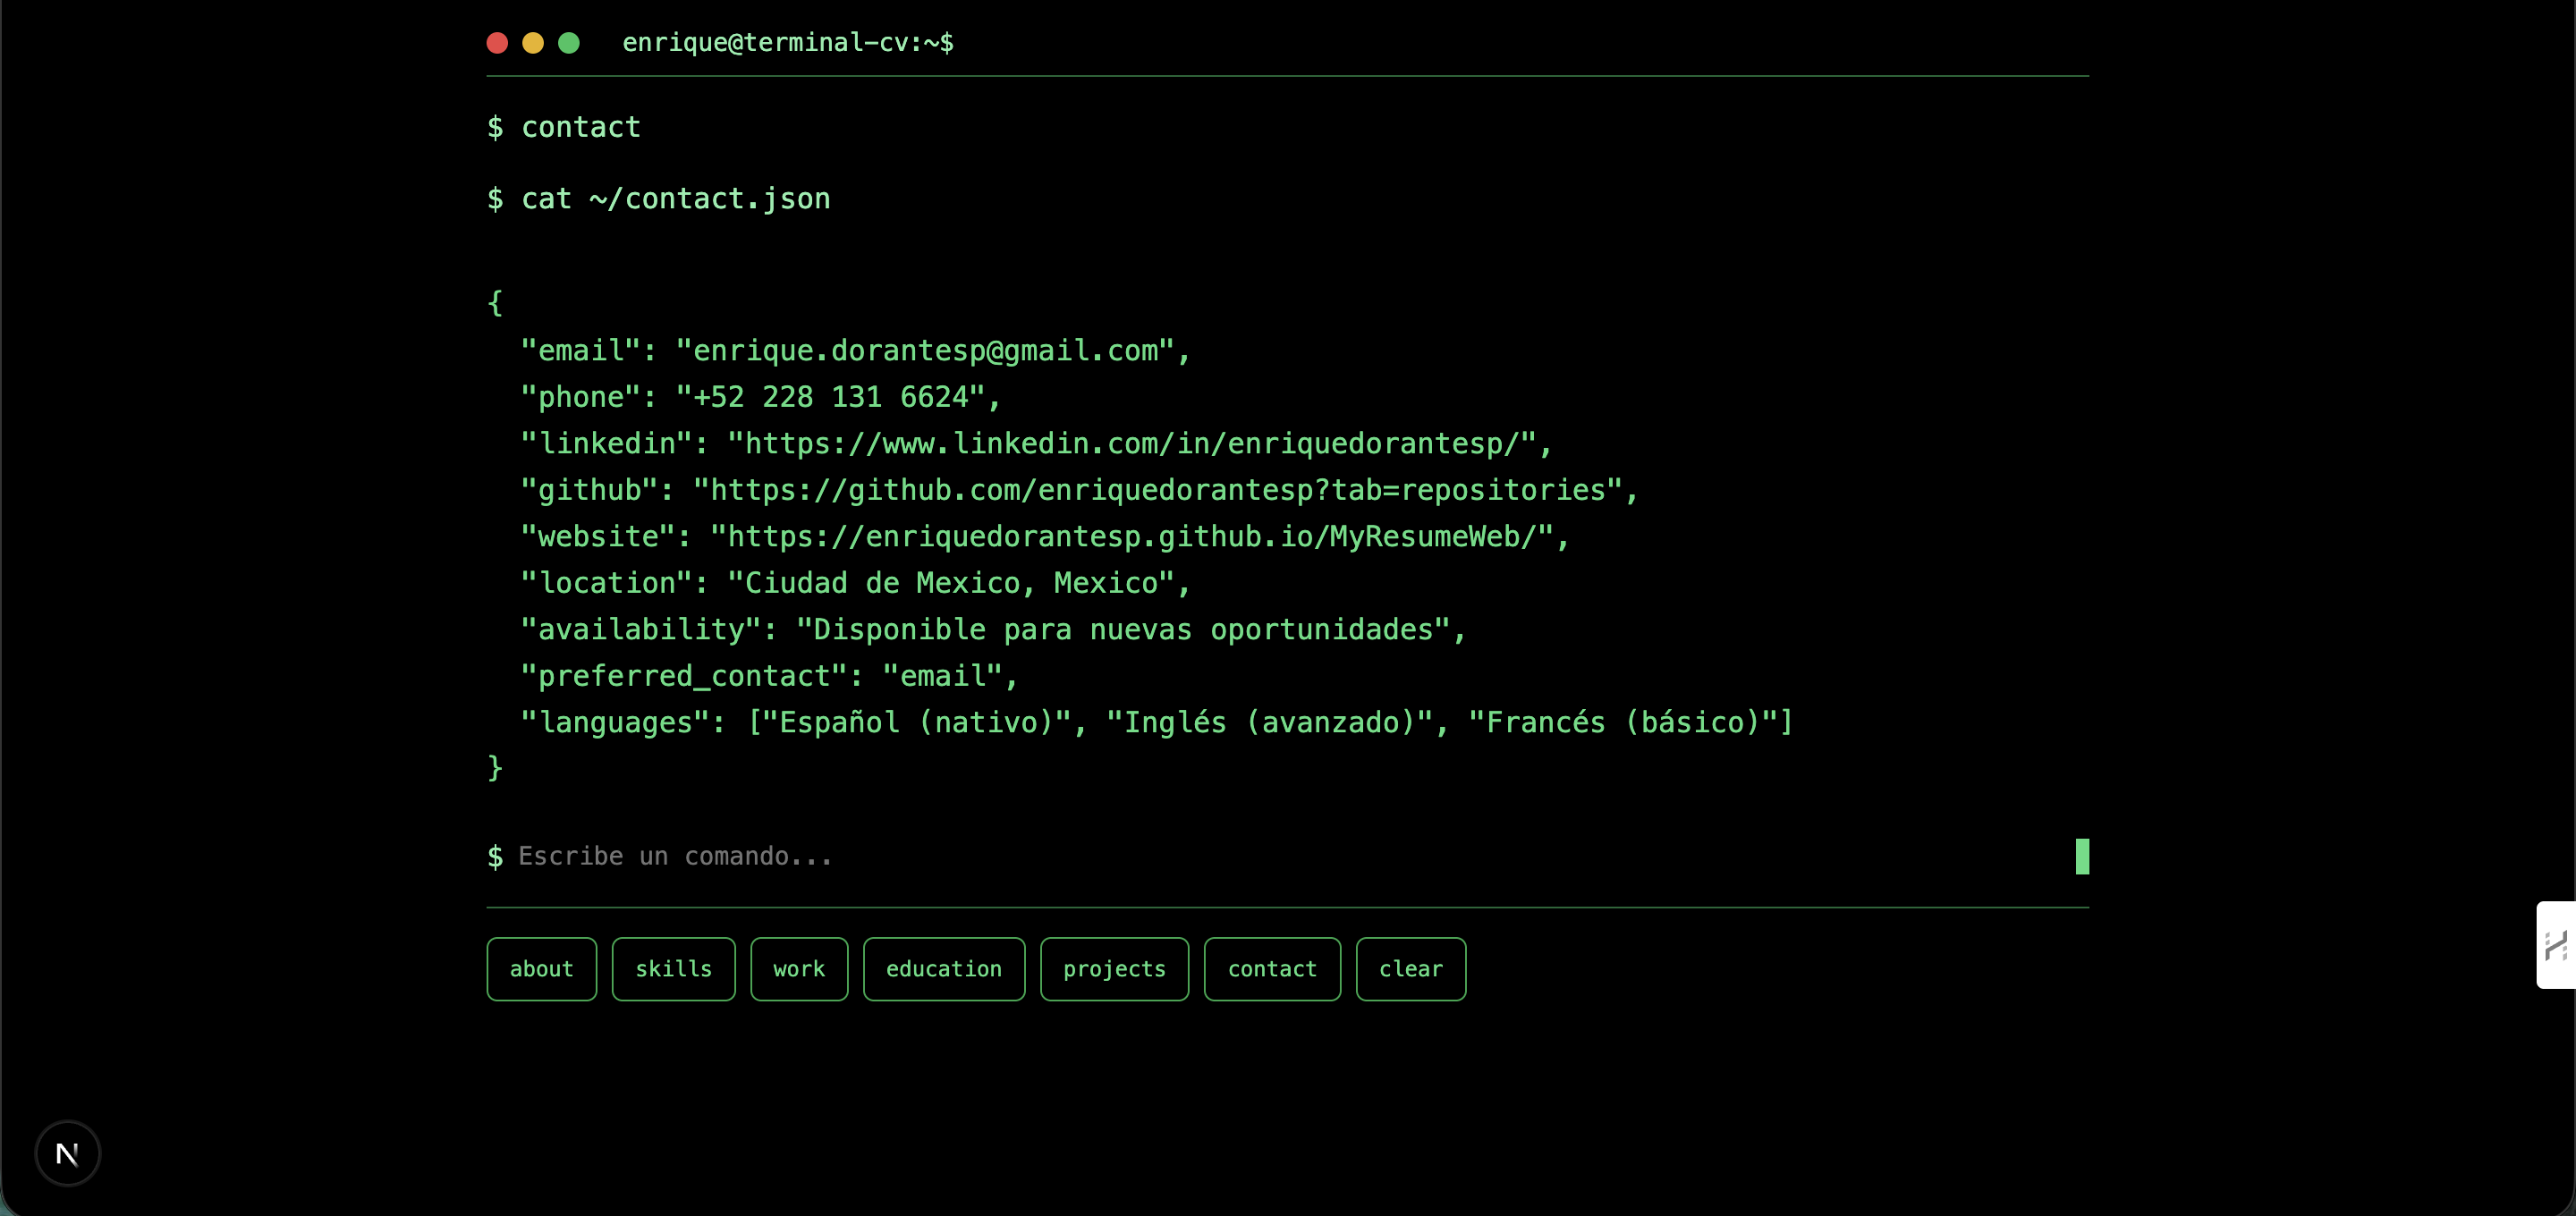 enrique@terminal-cv:~$
$ contact
$ cat ~/contact.json
{
  "email": "enrique.dorantesp@gmail.com",
  "phone": "+52 228 131 6624",
  "linkedin": "https://www.linkedin.com/in/enriquedorantesp/",
  "github": "https://github.com/enriquedorantesp?tab=repositories",
  "website": "https://enriquedorantesp.github.io/MyResumeWeb/",
  "location": "Ciudad de Mexico, Mexico",
  "availability": "Disponible para nuevas oportunidades",
  "preferred_contact": "email",
  "languages": ["Español (nativo)", "Inglés (avanzado)", "Francés (básico)"]
}
$ Escribe un comando...
about skills work education projects contact clear
N